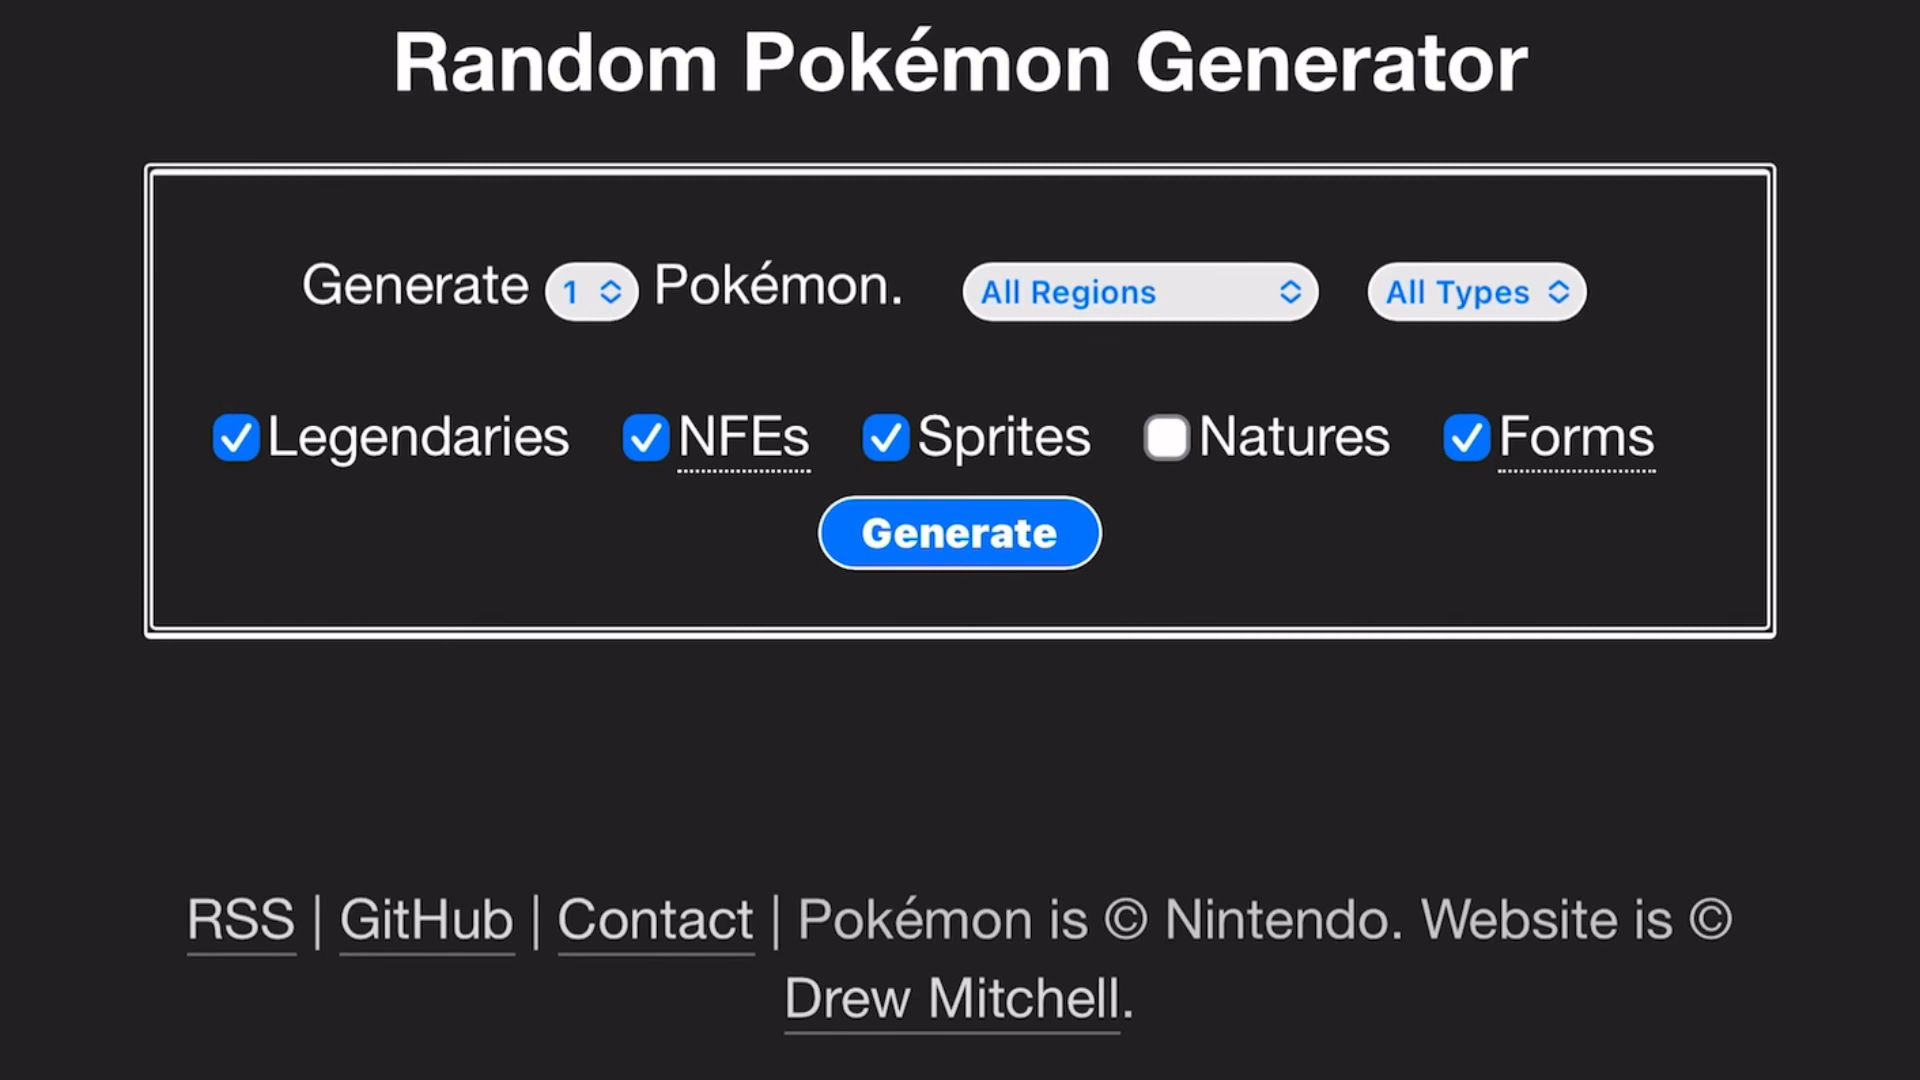 Random Pokémon Generator
Generate 1 Pokémon. All Regions All Types
Legendaries NFEs Sprites Natures Forms
Generate
RSS | GitHub | Contact | Pokémon is © Nintendo. Website is ©
Drew Mitchell.